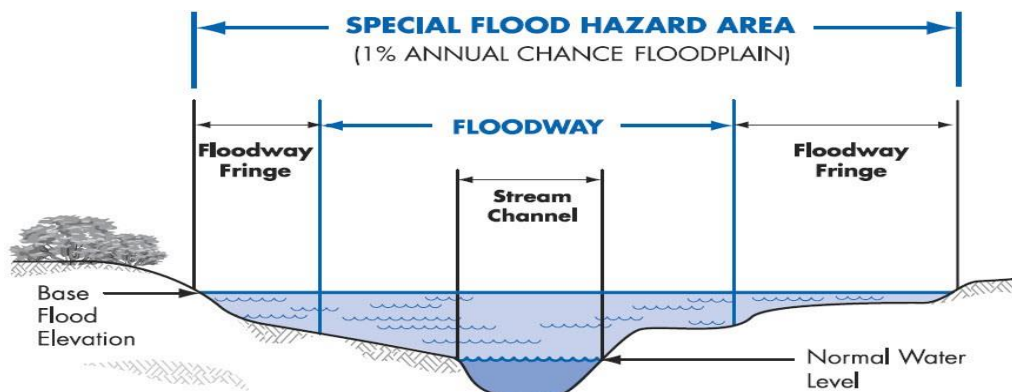 SPECIAL FLOOD HAZARD AREA
(1% ANNUAL CHANCE FLOODPLAIN)
FLOODWAY
Floodway
Fringe
Stream
Channel
Floodway
Fringe
Base
Flood
Elevation
Normal Water
Level